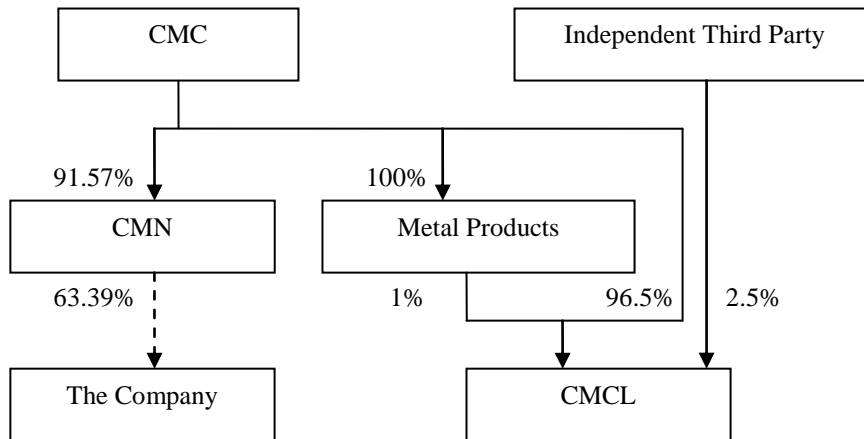 CMC
Independent Third Party
91.57%
100%
CMN
Metal Products
63.39%
1%
96.5%
2.5%
The Company
CMCL